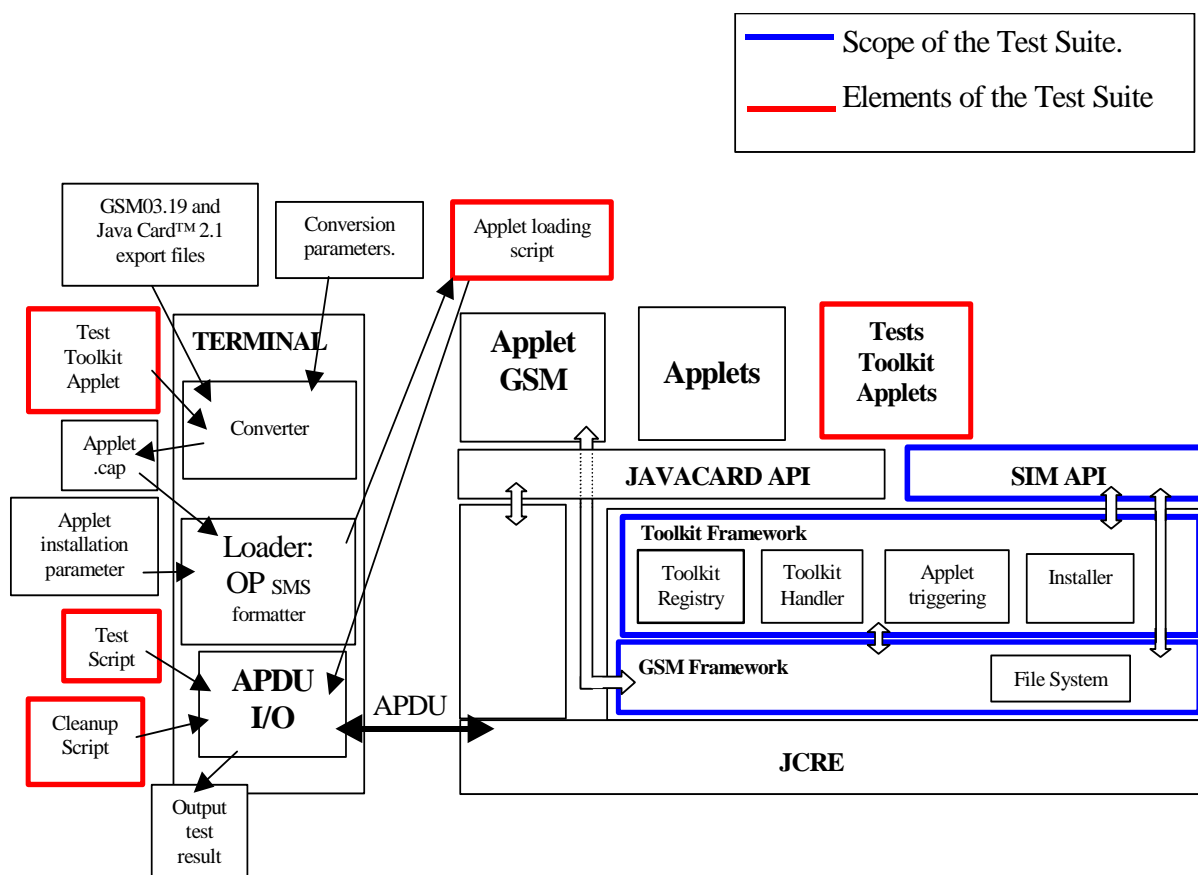 Scope of the Test Suite.
Elements of the Test Suite
GSM03.19 and
Java Card™ 2.1
export files
Conversion
parameters.
Applet loading
script
Test
Toolkit
Applet
TERMINAL
Converter
Applet
.cap
Applet
installation
parameter
Loader:
OP SMS
formatter
Test
Script
APDU
I/O
Cleanup
Script
Output
test
result
APDU
Applet
GSM
Applets
Tests
Toolkit
Applets
JAVACARD API
SIM API
Toolkit Framework
Toolkit
Registry
Toolkit
Handler
Applet
triggering
Installer
GSM Framework
File System
JCRE